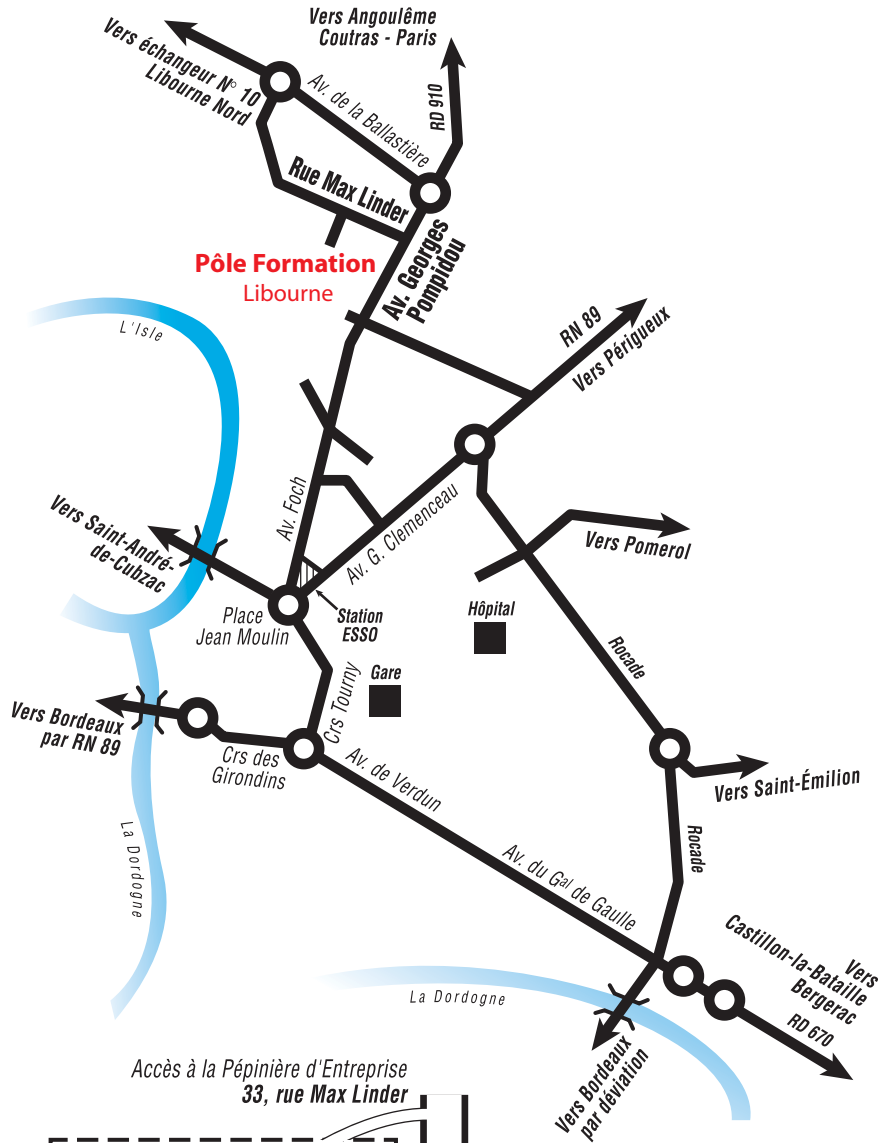 Vers Angoulême
Coutras - Paris
Vers échangeur N° 10
Libourne Nord
Av. de la Ballastière
RD 910
Rue Max Linder
Av. Georges
Pompidou
Pôle Formation
Libourne
L'Isle
RN 89
Vers Périgueux
Av. Foch
Av. G. Clemenceau
Vers Saint-André-
de-Cubzac
Vers Pomerol
Place
Jean Moulin
Station
ESSO
Hôpital
Rocade
Gare
Crs Tourny
Vers Bordeaux
par RN 89
Crs des
Girondins
Av. de Verdun
Vers Saint-Émilion
La Dordogne
Rocade
Av. du Gal de Gaulle
Vers
Castillon-la-Bataille
Bergerac
RD 670
La Dordogne
Vers Bordeaux
par déviation
Accès à la Pépinière d'Entreprise
33, rue Max Linder